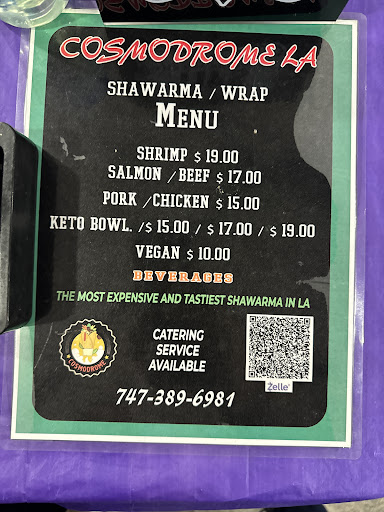 COSMODROME LA
SHAWARMA / WRAP
MENU
SHRIMP $ 19.00
SALMON / BEEF $ 17.00
PORK / CHICKEN $ 15.00
KETO BOWL. / $ 15.00 / $ 17.00 / $ 19.00
VEGAN $ 10.00
BEVERAGES
THE MOST EXPENSIVE AND TASTIEST SHAWARMA IN LA
CATERING
SERVICE
AVAILABLE
COSMODROME
Zelle
747-389-6981